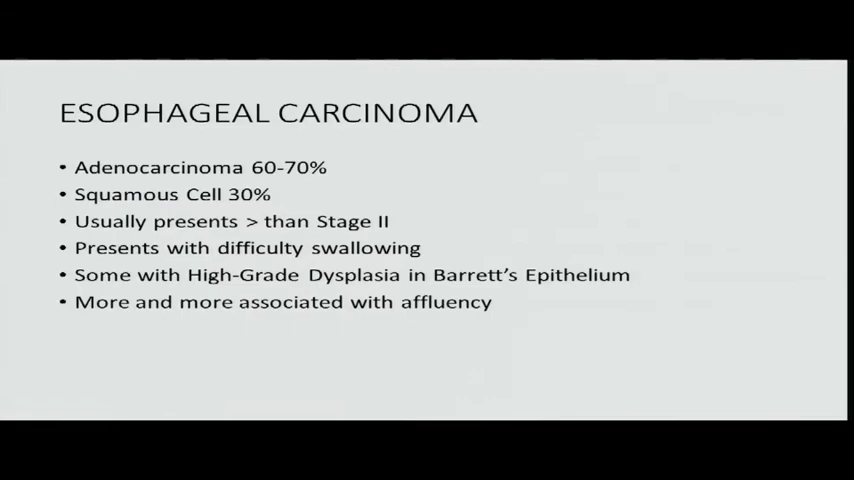 ESOPHAGEAL CARCINOMA
• Adenocarcinoma 60-70%
• Squamous Cell 30%
• Usually presents > than Stage II
• Presents with difficulty swallowing
• Some with High-Grade Dysplasia in Barrett's Epithelium
• More and more associated with affluency